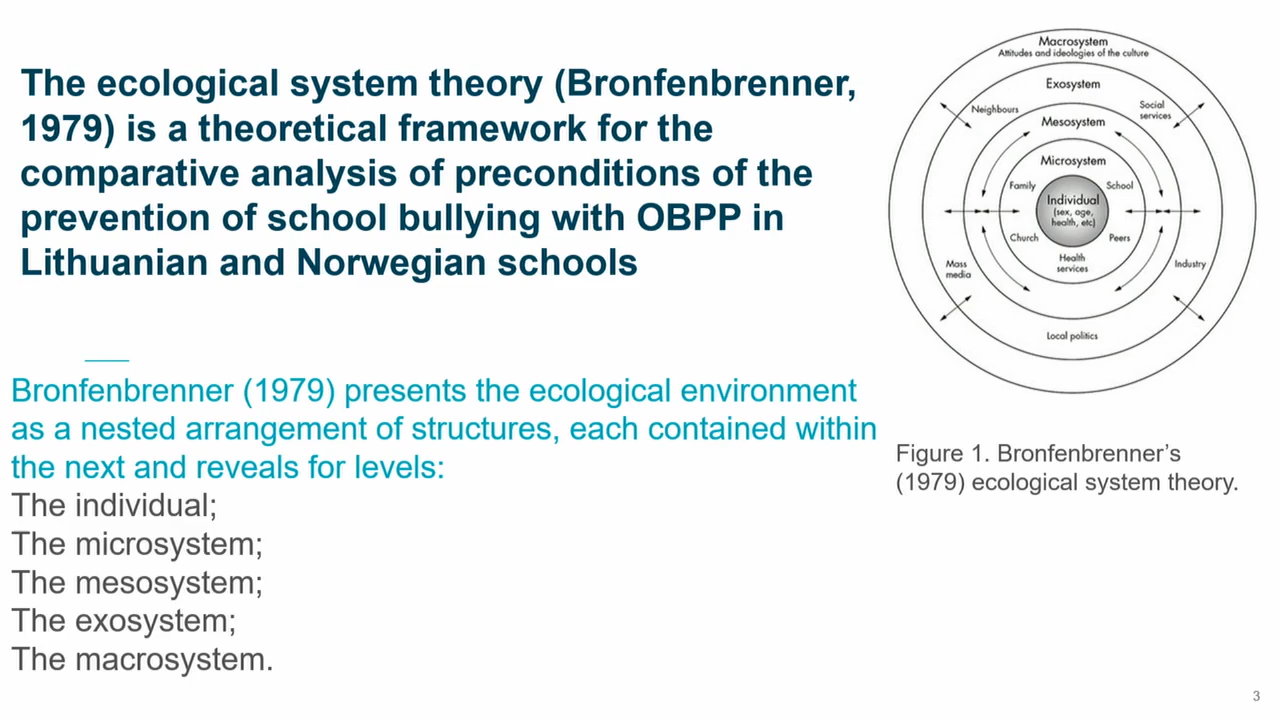 The ecological system theory (Bronfenbrenner,
1979) is a theoretical framework for the
comparative analysis of preconditions of the
prevention of school bullying with OBPP in
Lithuanian and Norwegian schools
Bronfenbrenner (1979) presents the ecological environment
as a nested arrangement of structures, each contained within
the next and reveals for levels:
The individual;
The microsystem;
The mesosystem;
The exosystem;
The macrosystem.
Macrosystem
Attitudes and ideologies of the culture
Exosystem
Neighbours
Social
services
Mesosystem
Microsystem
Family
School
Individual
(sex, age,
health, etc)
Church
Peers
Health
services
Mass
media
Industry
Local politics
Figure 1. Bronfenbrenner’s
(1979) ecological system theory.
3